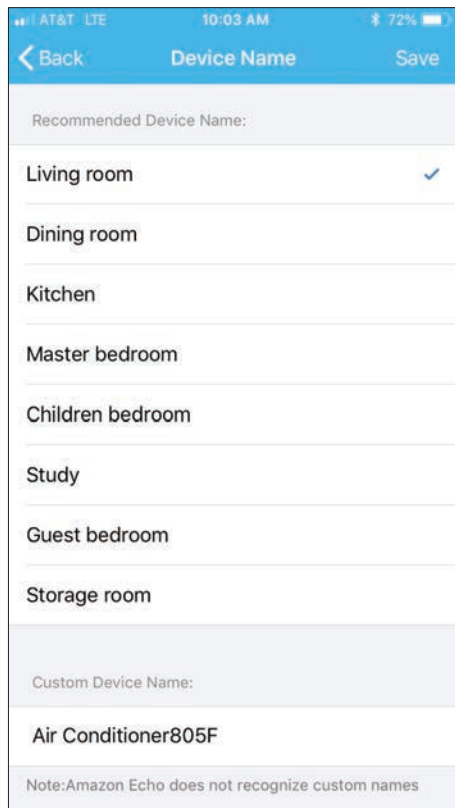 AT&T LTE 10:03 AM 72%
Back Device Name Save
Recommended Device Name:
Living room
Dining room
Kitchen
Master bedroom
Children bedroom
Study
Guest bedroom
Storage room
Custom Device Name:
Air Conditioner805F
Note:Amazon Echo does not recognize custom names